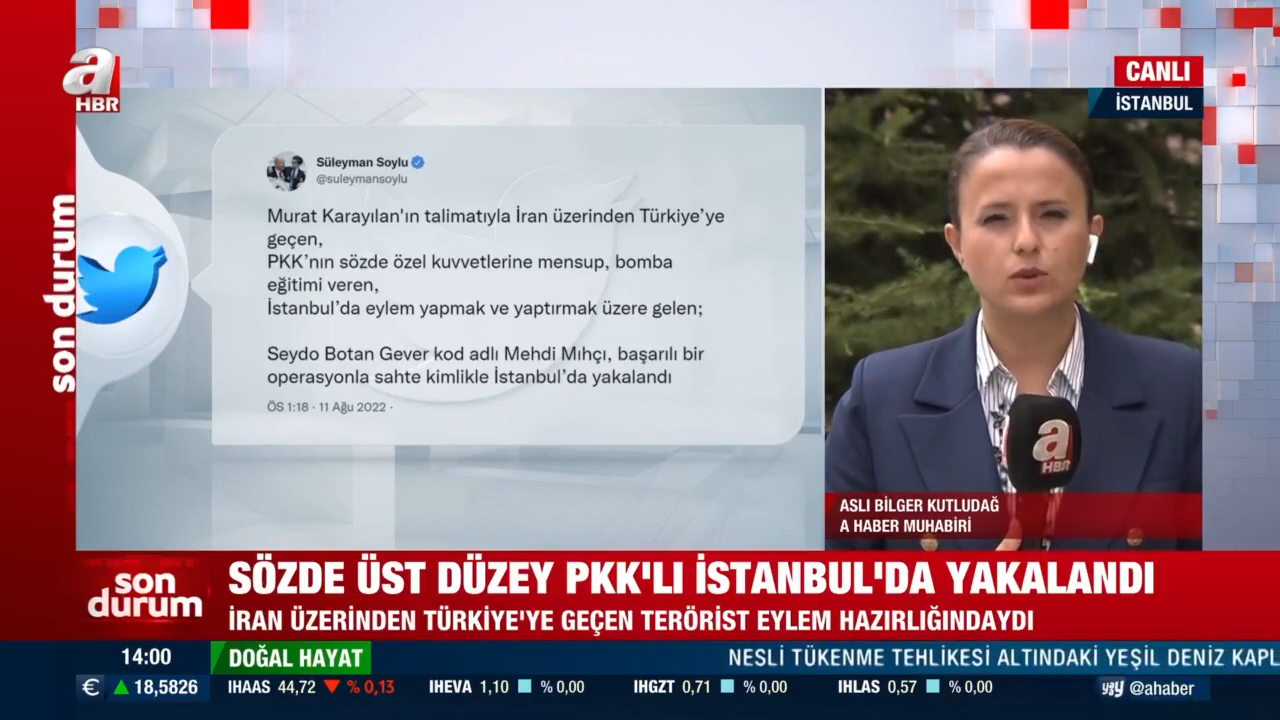 a
HBR
CANLI
İSTANBUL
son durum
Süleyman Soylu
@suleymansoylu
Murat Karayılan'ın talimatıyla İran üzerinden Türkiye'ye
geçen,
PKK'nın sözde özel kuvvetlerine mensup, bomba
eğitimi veren,
İstanbul'da eylem yapmak ve yaptırmak üzere gelen;
Seydo Botan Gever kod adlı Mehdi Mıhçı, başarılı bir
operasyonla sahte kimlikle İstanbul'da yakalandı
ÖS 1:18 · 11 Ağu 2022 ·
a
HBR
ASLI BİLGER KUTLUDAĞ
A HABER MUHABİRİ
son
durum
SÖZDE ÜST DÜZEY PKK'LI İSTANBUL'DA YAKALANDI
İRAN ÜZERİNDEN TÜRKİYE'YE GEÇEN TERÖRİST EYLEM HAZIRLIĞINDAYDI
14:00 DOĞAL HAYAT NESLİ TÜKENME TEHLİKESİ ALTINDAKİ YEŞİL DENİZ KAPL
€ ▲ 18,5826 IHAAS 44,72 ▼ % 0,13 IHEVA 1,10 % 0,00 IHGZT 0,71 % 0,00 IHLAS 0,57 % 0,00 @ahaber